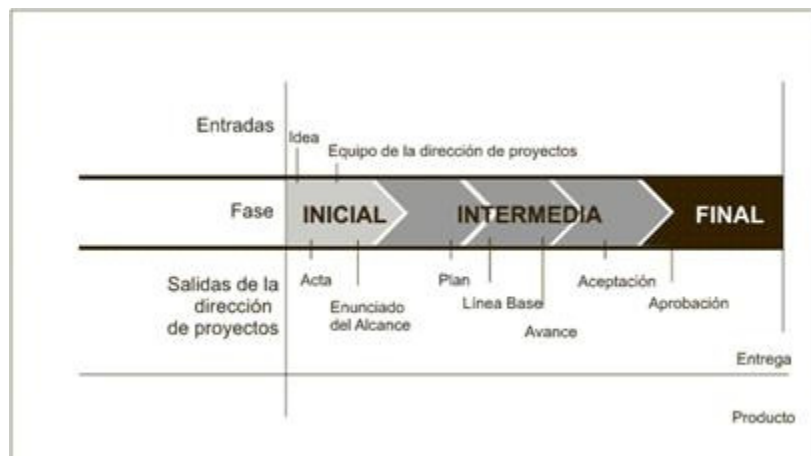 Entradas
Idea
Equipo de la dirección de proyectos
Fase
INICIAL
INTERMEDIA
FINAL
Salidas de la
dirección
de proyectos
Acta
Enunciado
del Alcance
Plan
Línea Base
Avance
Aceptación
Aprobación
Entrega
Producto